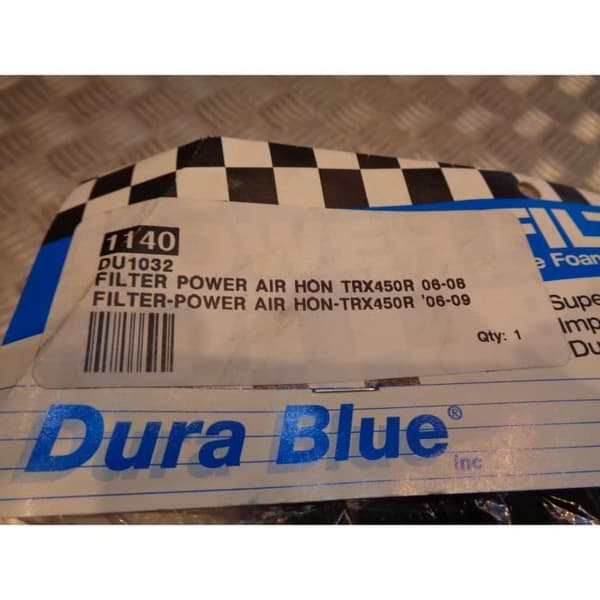 1140
DU1032
FILTER POWER AIR HON TRX450R 06-08
FILTER-POWER AIR HON-TRX450R '06-09
Qty: 1
Foam
Dura Blue®
inc